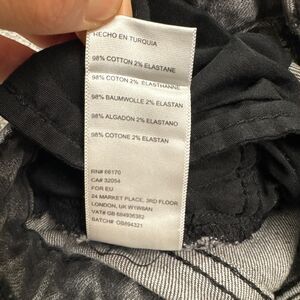 HECHO EN TURQUIA
98% COTTON 2% ELASTANE
98% COTON 2% ELASTHANNE
98% BAUMWOLLE 2% ELASTAN
98% ALGODON 2% ELASTANO
98% COTONE 2% ELASTAN
RN# 66170
CA# 32054
FOR EU
24 MARKET PLACE, 3RD FLOOR
LONDON, UK W1W8AN
VAT# GB 684936382
BATCH# GB894321